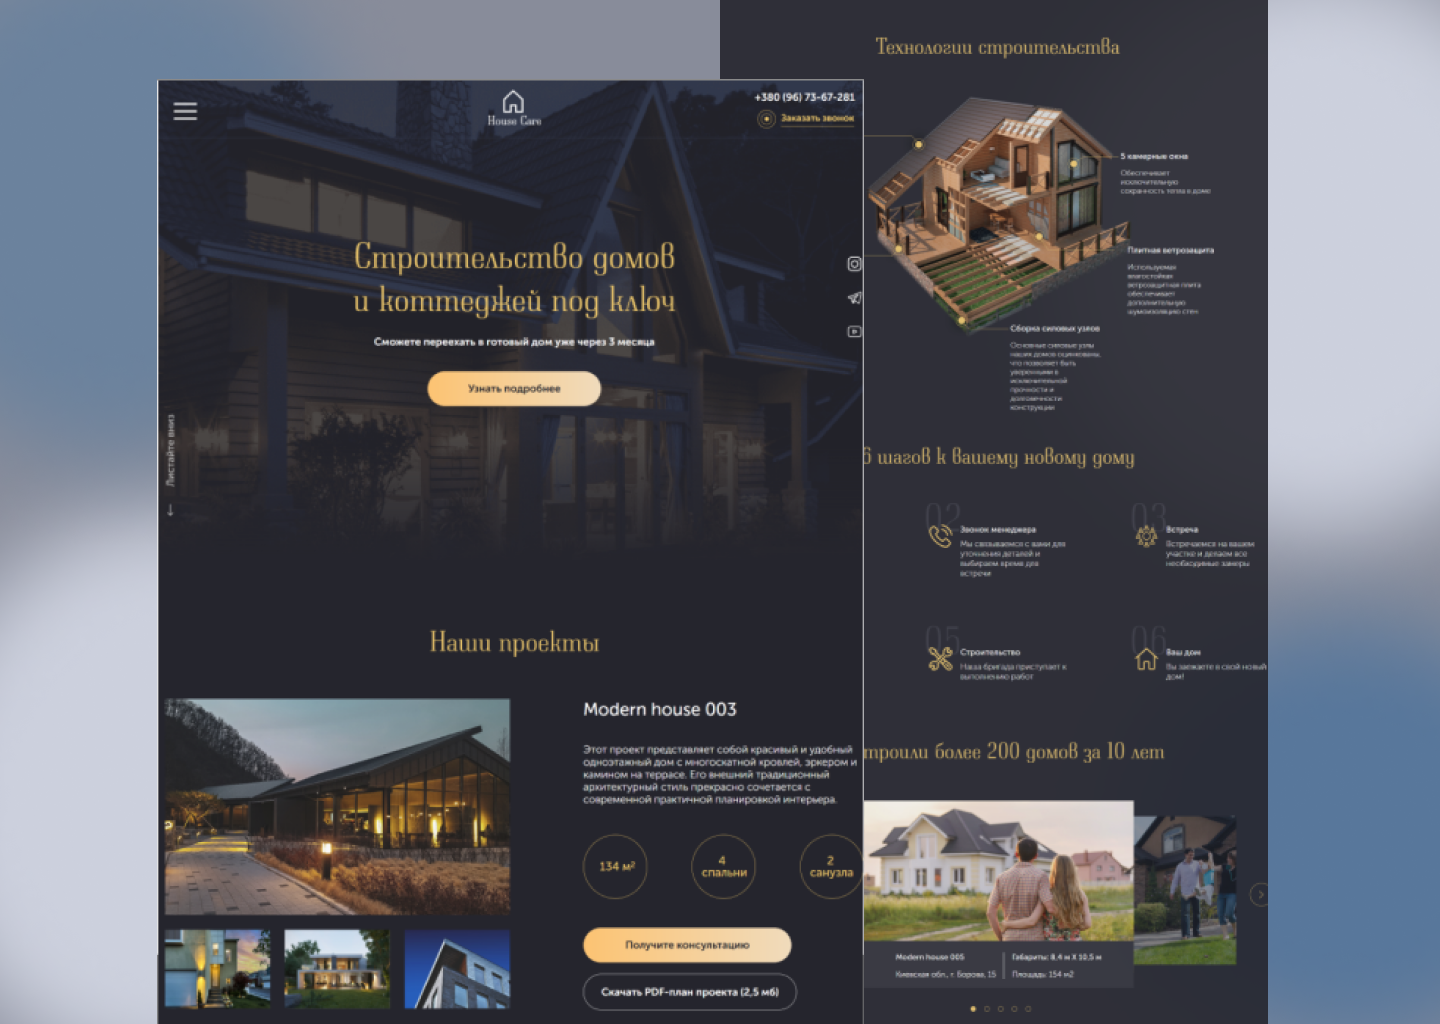 House Care
+380 (96) 73-67-281
Заказать звонок
Строительство домов
и коттеджей под ключ
Сможете переехать в готовый дом уже через 3 месяца
Узнать подробнее
Листайте вниз
Наши проекты
Modern house 003
Этот проект представляет собой красивый и удобный
одноэтажный дом с многоскатной кровлей, эркером и
камином на террасе. Его внешний традиционный
архитектурный стиль прекрасно сочетается с
современной практичной планировкой интерьера.
134 м²
4
спальни
2
санузла
Получите консультацию
Скачать PDF-план проекта (2,5 мб)
Технологии строительства
5 камерные окна
Обеспечивает
исключительную
сохранность тепла в доме
Плитная ветрозащита
Используемая
влагостойкая
ветрозащитная плита
обеспечивает
дополнительную
шумоизоляцию стен
Сборка силовых узлов
Основные силовые узлы
наших домов оцинкованы,
что позволяет быть
уверенными в
исключительной
прочности и
долговечности
конструкции
6 шагов к вашему новому дому
02
Звонок менеджера
Мы связываемся с вами для
уточнения деталей и
выбираем время для
встречи
03
Встреча
Встречаемся на вашем
участке и делаем все
необходимые замеры
05
Строительство
Наша бригада приступает к
выполнению работ
06
Ваш дом
Вы заезжаете в свой новый
дом!
троили более 200 домов за 10 лет
Modern house 005
Киевская обл., г. Борова, 15
Габариты: 8,4 м X 10,5 м
Площадь: 154 м2